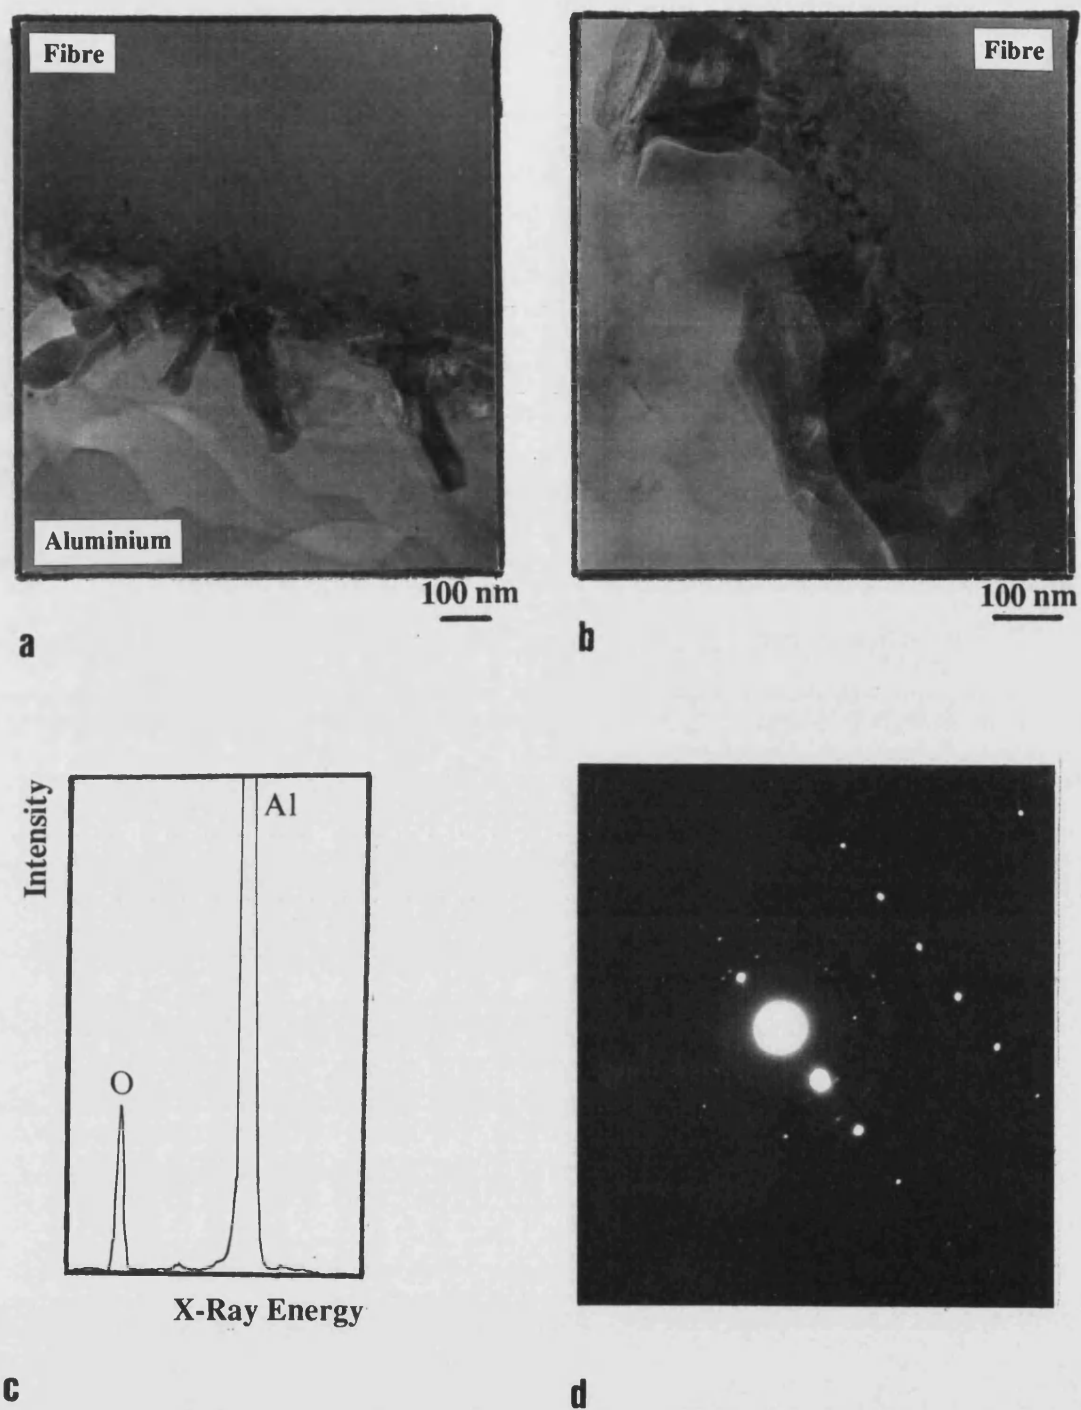 Fibre
Aluminium
100 nm
a
Fibre
100 nm
b
Intensity
Al
O
X-Ray Energy
c
d